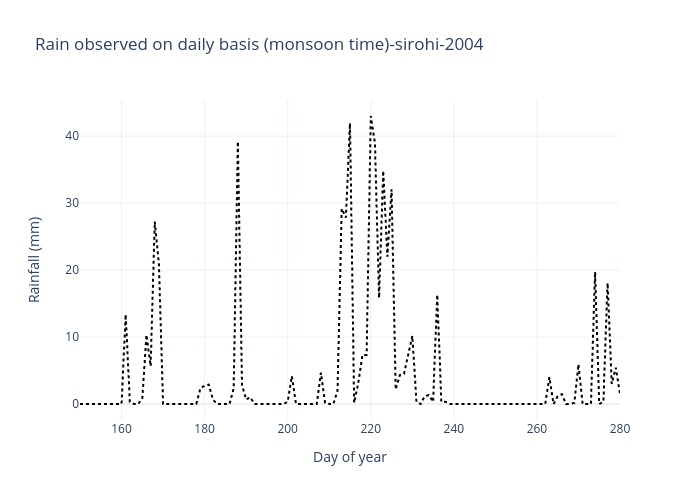 Rain observed on daily basis (monsoon time)-sirohi-2004
40
30
20
10
0
Rainfall (mm)
160 180 200 220 240 260 280
Day of year